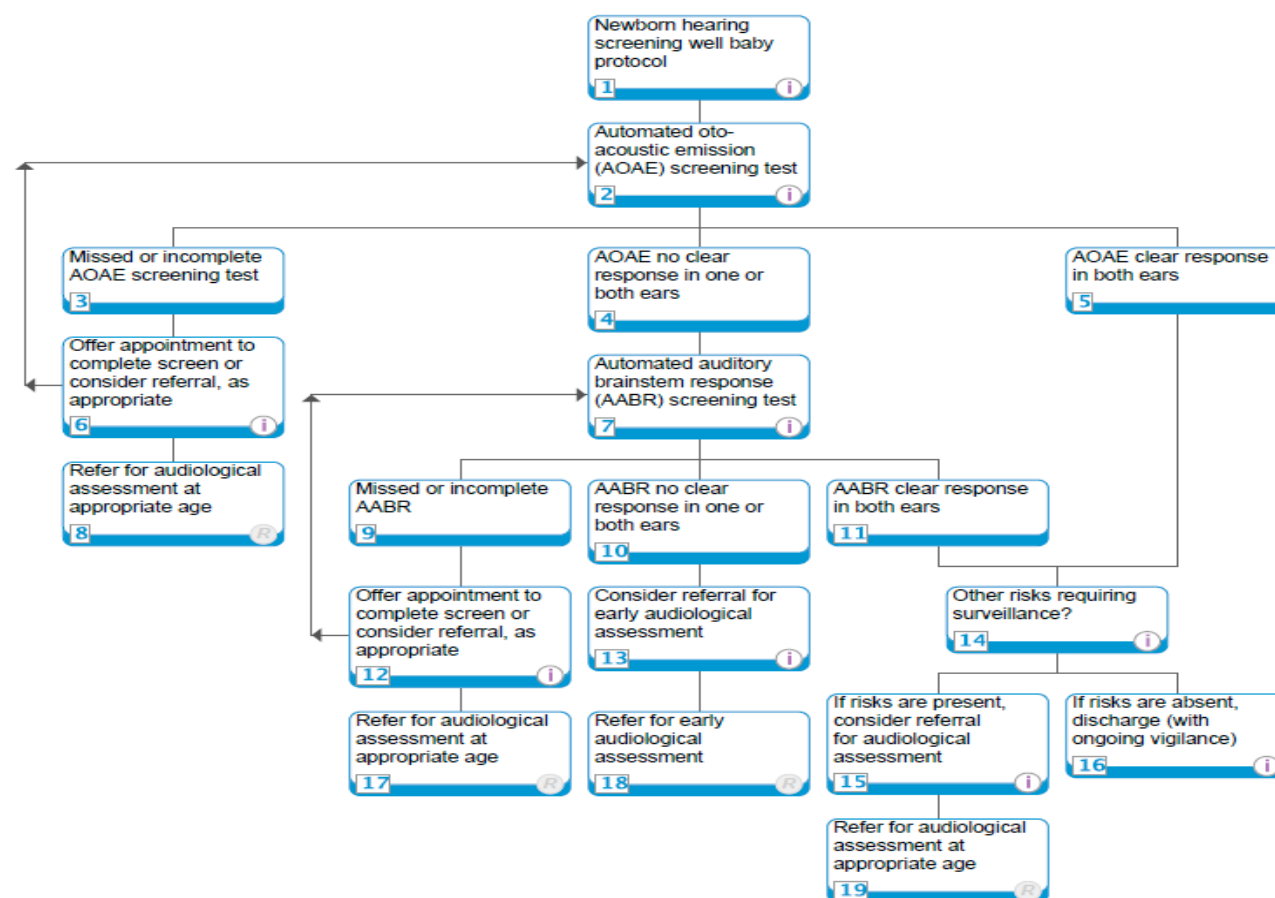 Newborn hearing
screening well baby
protocol
1
i
Automated oto-
acoustic emission
(AOAE) screening test
2
i
Missed or incomplete
AOAE screening test
3
AOAE no clear
response in one or
both ears
4
AOAE clear response
in both ears
5
Offer appointment to
complete screen or
consider referral, as
appropriate
6
i
Automated auditory
brainstem response
(AABR) screening test
7
i
Refer for audiological
assessment at
appropriate age
8
R
Missed or incomplete
AABR
9
AABR no clear
response in one or
both ears
10
AABR clear response
in both ears
11
Offer appointment to
complete screen or
consider referral, as
appropriate
12
i
Consider referral for
early audiological
assessment
13
i
Other risks requiring
surveillance?
14
i
If risks are present,
consider referral
for audiological
assessment
15
i
If risks are absent,
discharge (with
ongoing vigilance)
16
i
Refer for audiological
assessment at
appropriate age
17
R
Refer for early
audiological
assessment
18
R
Refer for audiological
assessment at
appropriate age
19
R